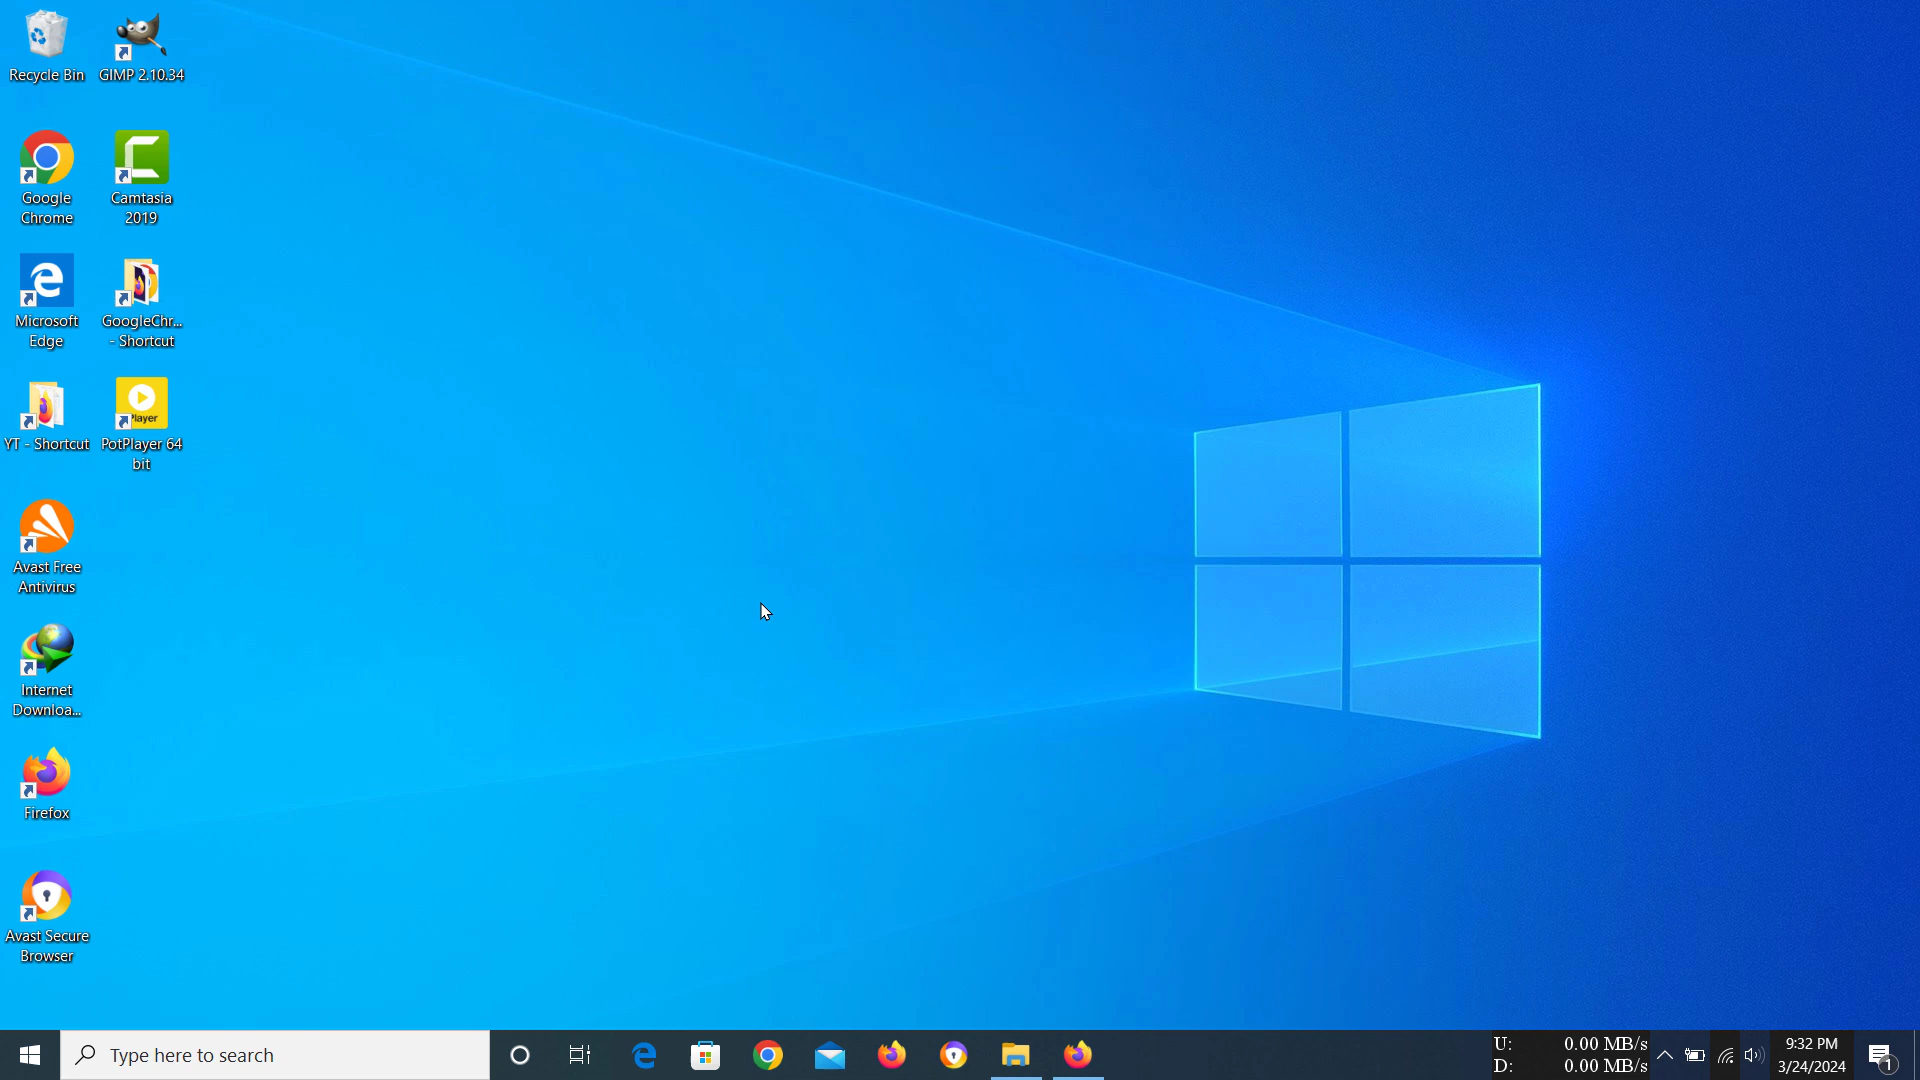 Recycle Bin
GIMP 2.10.34
Google
Chrome
Camtasia
2019
Microsoft
Edge
GoogleChr...
- Shortcut
YT - Shortcut
Player
PotPlayer 64
bit
Avast Free
Antivirus
Internet
Downloa...
Firefox
Avast Secure
Browser
Type here to search
U: 0.00 MB/s
D: 0.00 MB/s
9:32 PM
3/24/2024
1